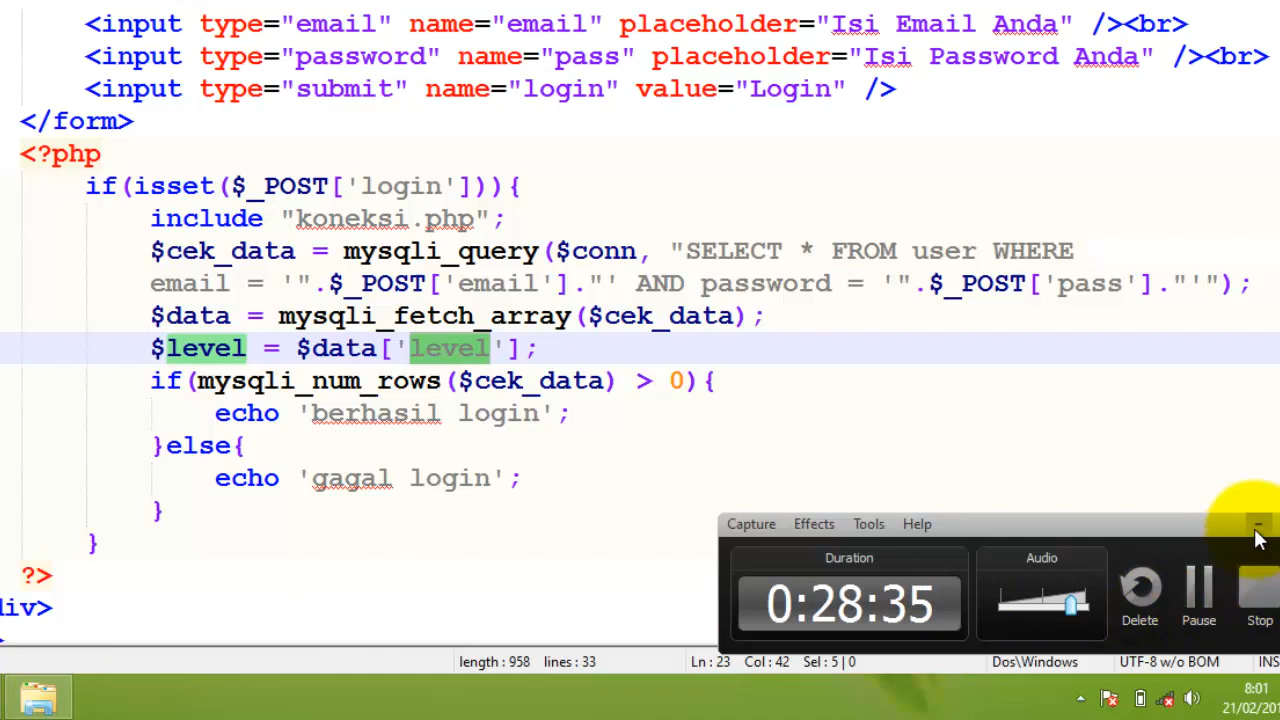 <input type="email" name="email" placeholder="Isi Email Anda" /><br>
<input type="password" name="pass" placeholder="Isi Password Anda" /><br>
<input type="submit" name="login" value="Login" />
</form>
<?php
if(isset($_POST['login'])){
include "koneksi.php";
$cek_data = mysqli_query($conn, "SELECT * FROM user WHERE
email = '".$_POST['email']."' AND password = '".$_POST['pass']."'");
$data = mysqli_fetch_array($cek_data);
$level = $data['level'];
if(mysqli_num_rows($cek_data) > 0){
echo 'berhasil login';
}else{
echo 'gagal login';
}
}
?>
div>
Capture Effects Tools Help
Duration Audio
0:28:35
Delete Pause Stop
length : 958 lines : 33 Ln : 23 Col : 42 Sel : 5 | 0 Dos\Windows UTF-8 w/o BOM INS
8:01
21/02/201